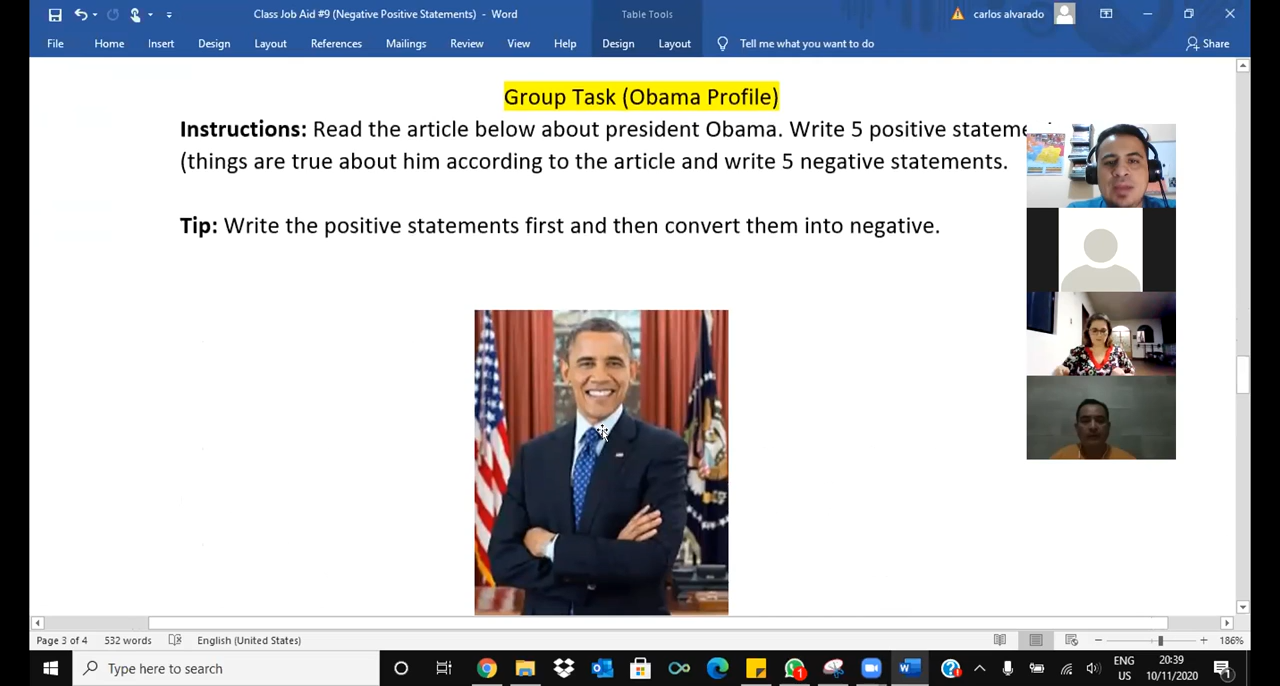 Class Job Aid #9 (Negative Positive Statements) - Word
Table Tools
carlos alvarado
File Home Insert Design Layout References Mailings Review View Help Design Layout Tell me what you want to do Share
Group Task (Obama Profile)
Instructions: Read the article below about president Obama. Write 5 positive
(things are true about him according to the article and write 5 negative statements.
Tip: Write the positive statements first and then convert them into negative.
Page 3 of 4 532 words English (United States) 186%
Type here to search
ENG 20:39
US 10/11/2020